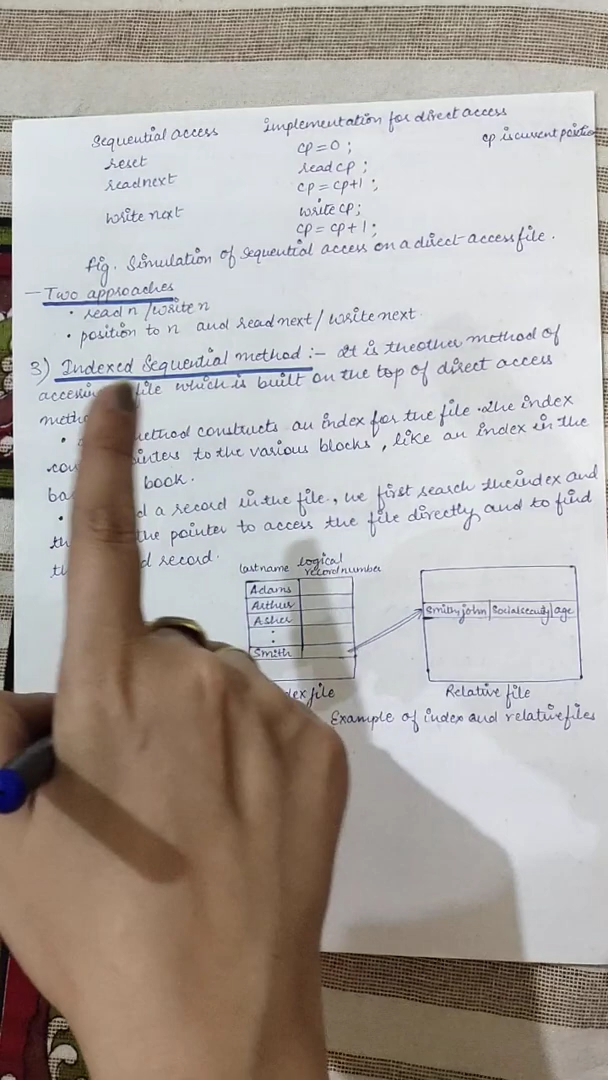 Sequential access implementation for direct access
reset cp = 0 ; cp is current position
read next read cp ;
cp = cp+1 ;
write next write cp;
cp = cp + 1 ;
fig. Simulation of sequential access on a direct access file.
— Two approaches
• read n / write n
• position to n and read next / write next
3) Indexed Sequential method :- It is the other method of
file which is built on the top of direct access
• method constructs an index for the file. The index
to the various blocks, like an index in the
book.
• a record in the file, we first search the index and
the pointer to access the file directly and to find
record.
last name logical record number
Adams
Arthur
Asher
Smith
Smith, john social security age
file Relative file
Example of index and relative files